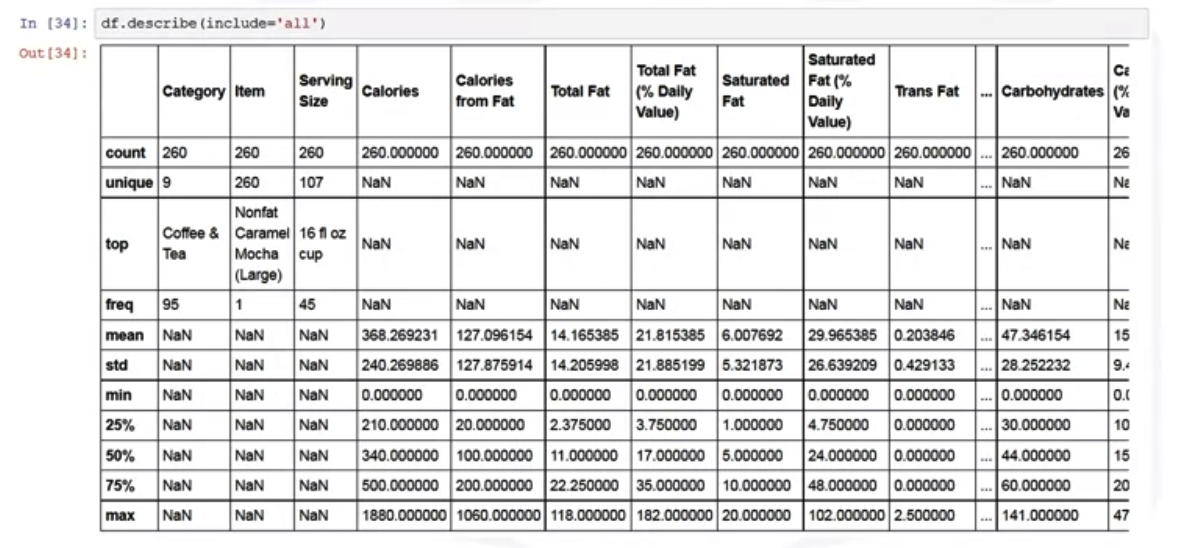 In [34]: df.describe(include='all')
Out[34]:
Category Item Serving Size Calories Calories from Fat Total Fat Total Fat (% Daily Value) Saturated Fat Saturated Fat (% Daily Value) Trans Fat ... Carbohydrates
count 260 260 260 260.000000 260.000000 260.000000 260.000000 260.000000 260.000000 260.000000 ... 260.000000 26
unique 9 260 107 NaN NaN NaN NaN NaN NaN NaN ... NaN
top Coffee & Tea Nonfat Caramel Mocha (Large) 16 fl oz cup NaN NaN NaN NaN NaN NaN NaN ... NaN
freq 95 1 45 NaN NaN NaN NaN NaN NaN NaN ... NaN
mean NaN NaN NaN 368.269231 127.096154 14.165385 21.815385 6.007692 29.965385 0.203846 ... 47.346154 15
std NaN NaN NaN 240.269886 127.875914 14.205998 21.885199 5.321873 26.639209 0.429133 ... 28.252232
min NaN NaN NaN 0.000000 0.000000 0.000000 0.000000 0.000000 0.000000 0.000000 ... 0.000000
25% NaN NaN NaN 210.000000 20.000000 2.375000 3.750000 1.000000 4.750000 0.000000 ... 30.000000 10
50% NaN NaN NaN 340.000000 100.000000 11.000000 17.000000 5.000000 24.000000 0.000000 ... 44.000000 15
75% NaN NaN NaN 500.000000 200.000000 22.250000 35.000000 10.000000 48.000000 0.000000 ... 60.000000 20
max NaN NaN NaN 1880.000000 1060.000000 118.000000 182.000000 20.000000 102.000000 2.500000 ... 141.000000 47